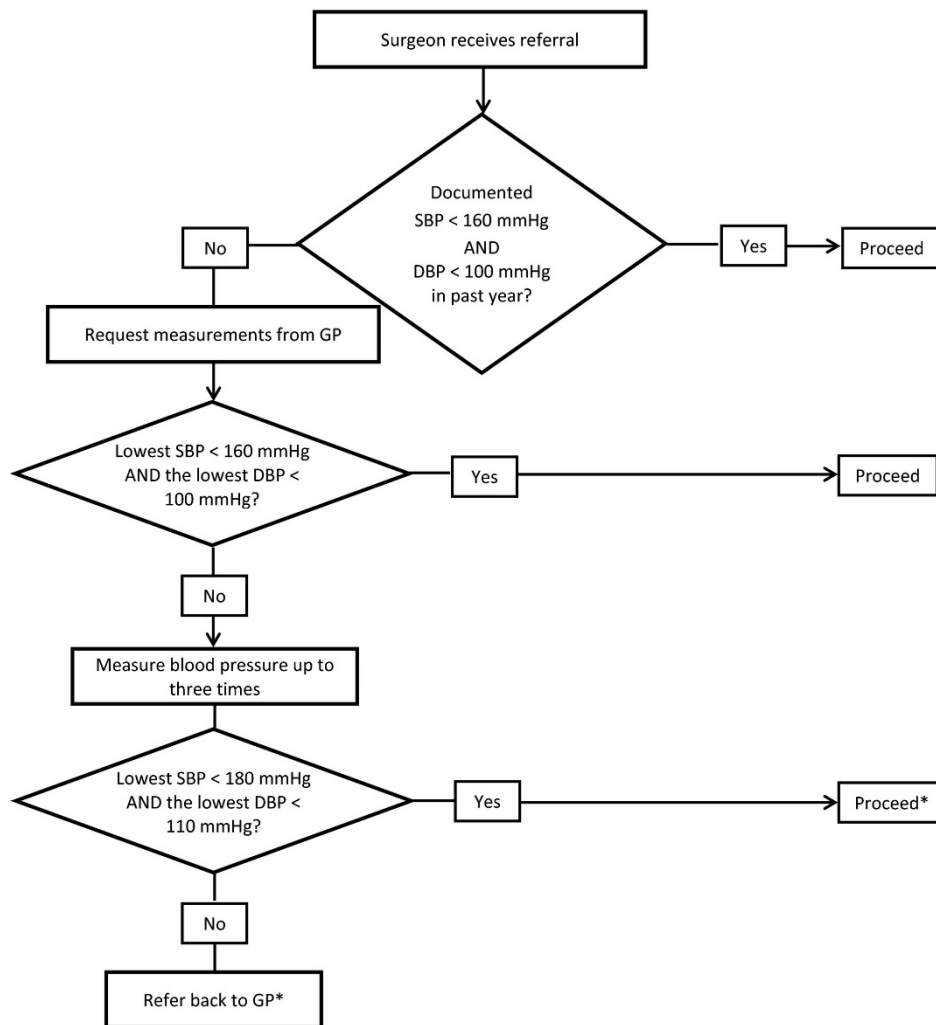 Surgeon receives referral
Documented
SBP < 160 mmHg
AND
DBP < 100 mmHg
in past year?
No
Yes
Proceed
Request measurements from GP
Lowest SBP < 160 mmHg
AND the lowest DBP <
100 mmHg?
Yes
Proceed
No
Measure blood pressure up to
three times
Lowest SBP < 180 mmHg
AND the lowest DBP <
110 mmHg?
Yes
Proceed*
No
Refer back to GP*